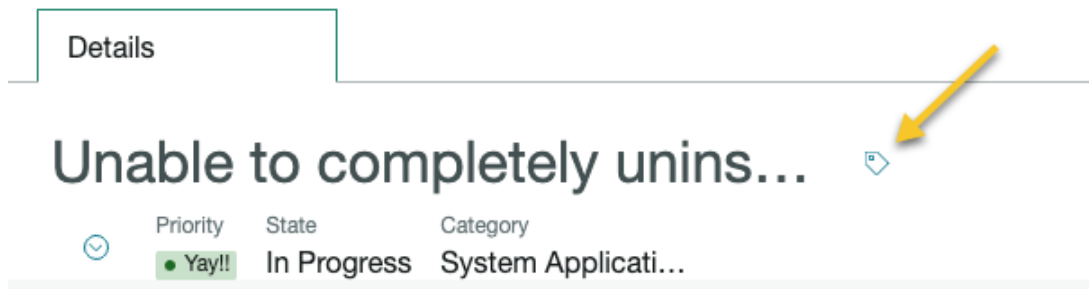 Details
Unable to completely unins...
Priority State Category
Yay!! In Progress System Applicati...